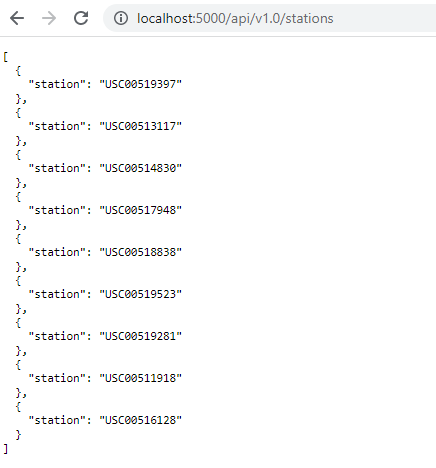 localhost:5000/api/v1.0/stations
[
  {
    "station": "USC00519397"
  },
  {
    "station": "USC00513117"
  },
  {
    "station": "USC00514830"
  },
  {
    "station": "USC00517948"
  },
  {
    "station": "USC00518838"
  },
  {
    "station": "USC00519523"
  },
  {
    "station": "USC00519281"
  },
  {
    "station": "USC00511918"
  },
  {
    "station": "USC00516128"
  }
]